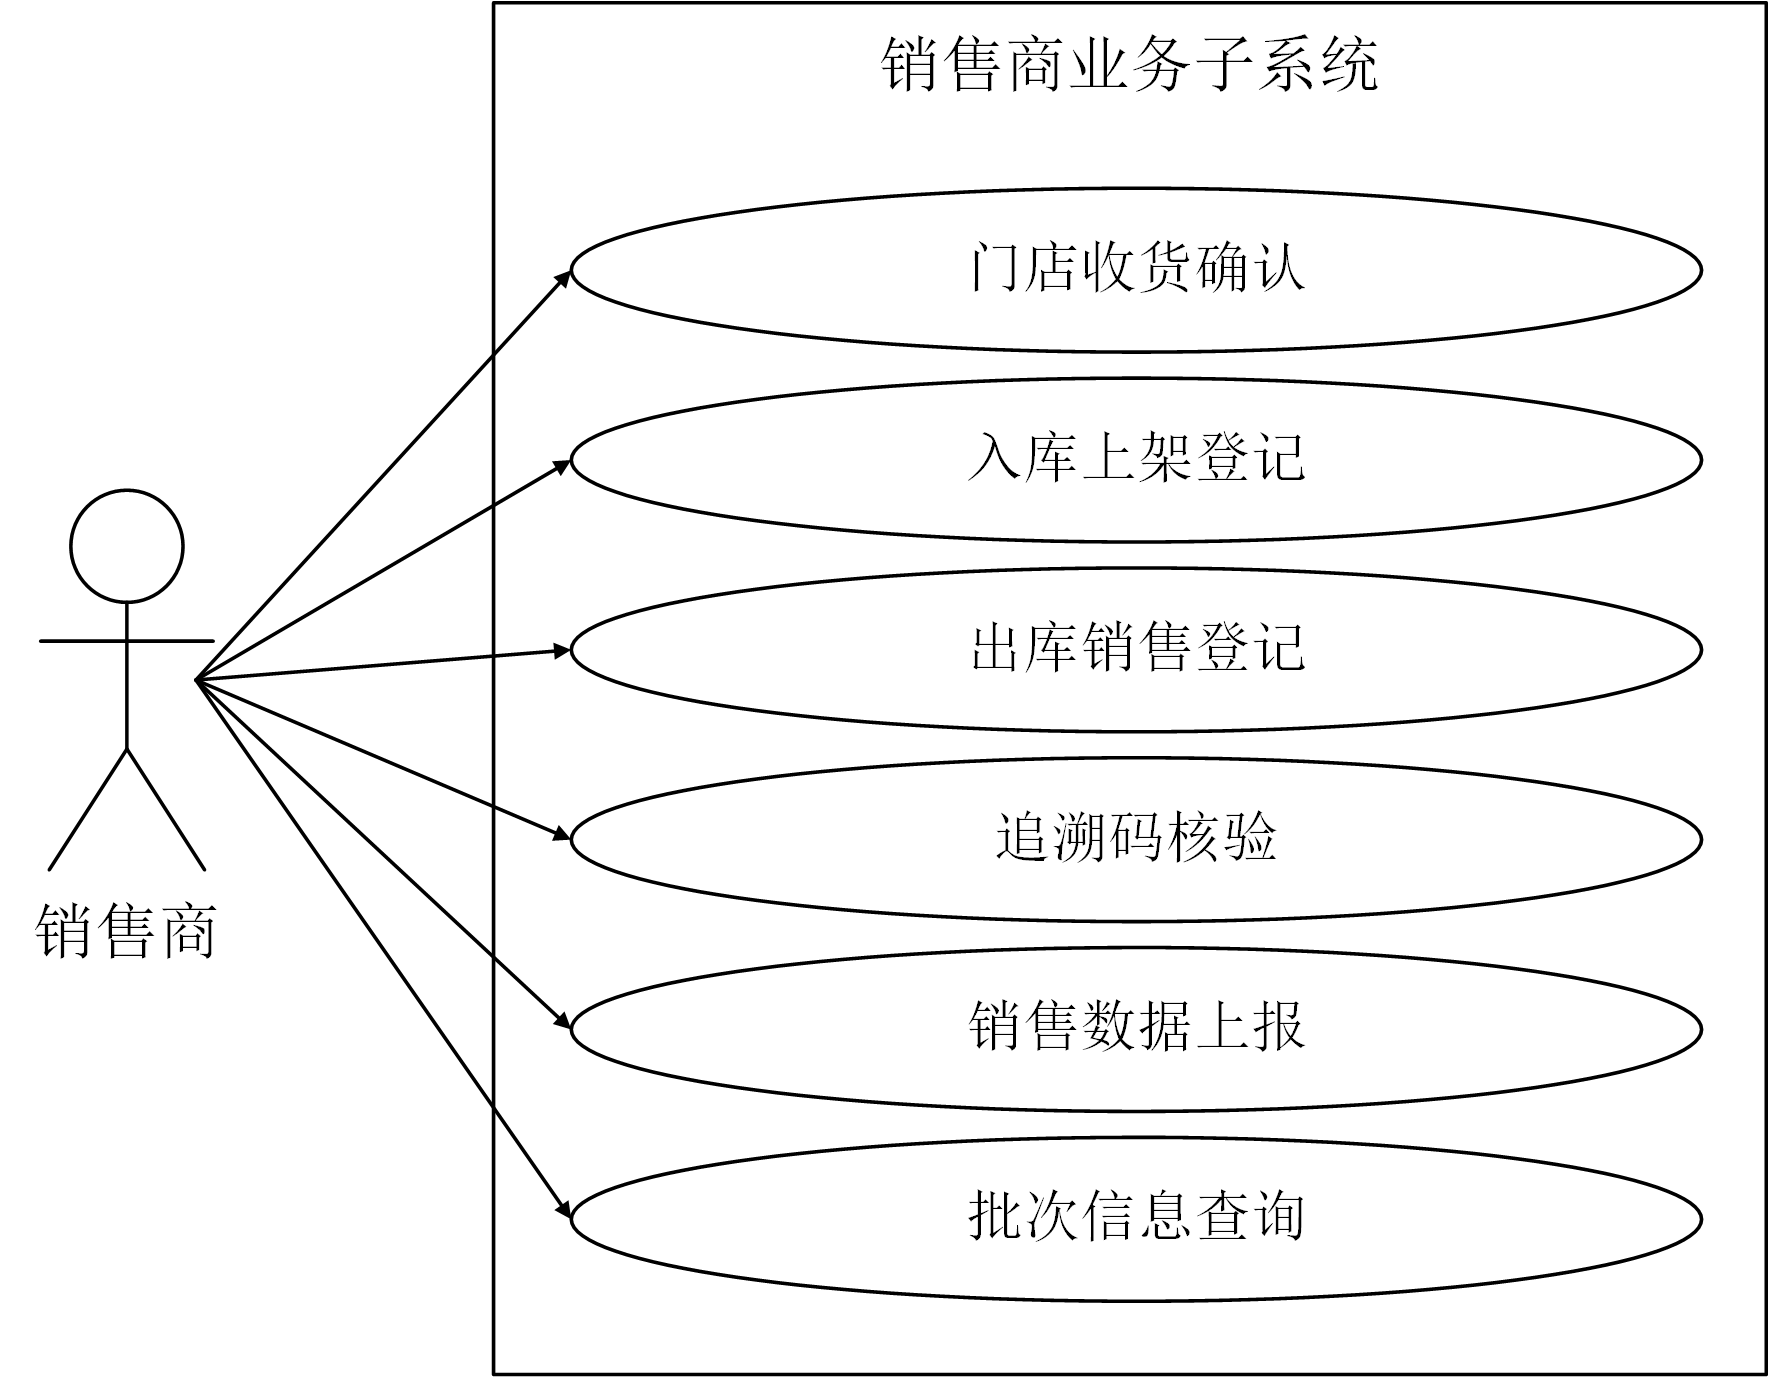 销售商业务子系统
门店收货确认
入库上架登记
出库销售登记
追溯码核验
销售商
销售数据上报
批次信息查询